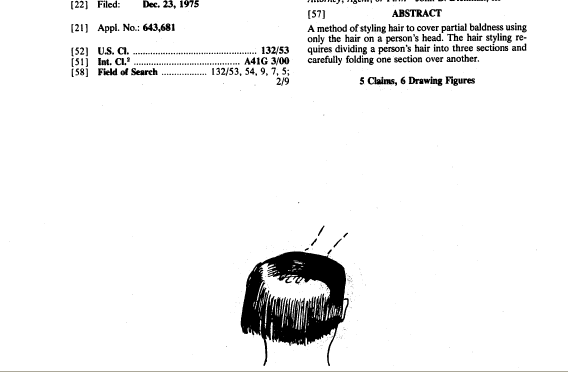 [22] Filed: Dec. 23, 1975
[21] Appl. No.: 643,681
[52] U.S. Cl. ................................................ 132/53
[51] Int. Cl.² ........................................ A41G 3/00
[58] Field of Search ................ 132/53, 54, 9, 7, 5;
2/9
[57] ABSTRACT
A method of styling hair to cover partial baldness using
only the hair on a person's head. The hair styling re-
quires dividing a person's hair into three sections and
carefully folding one section over another.
5 Claims, 6 Drawing Figures